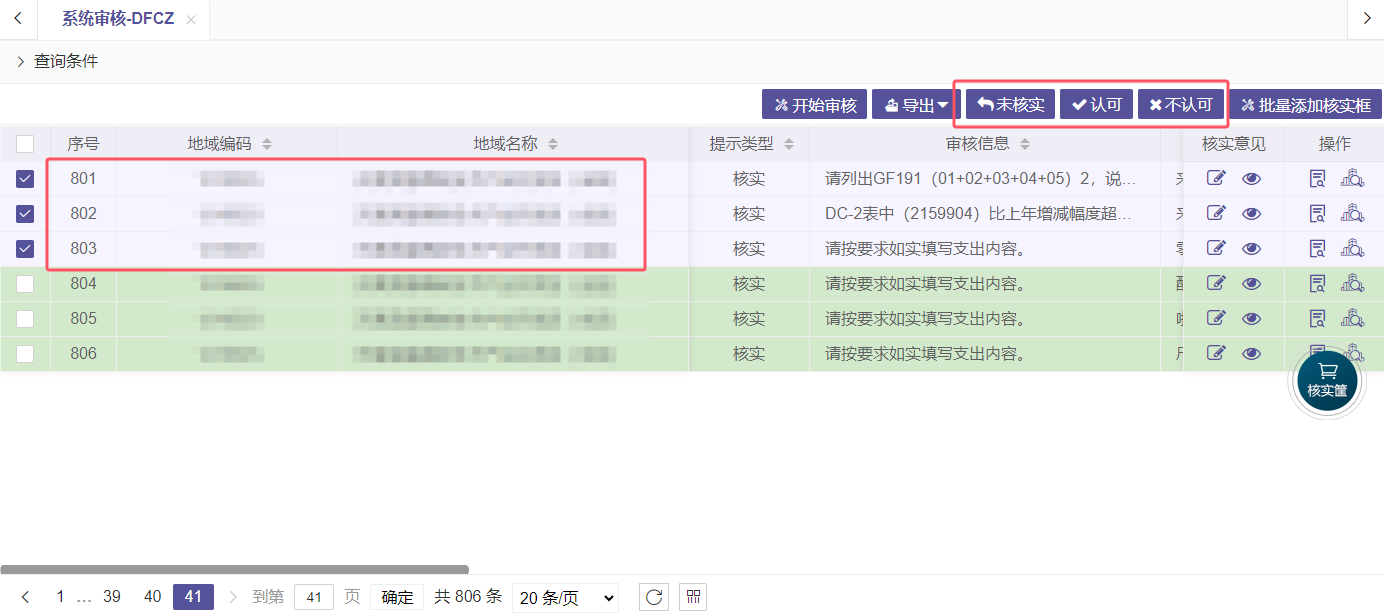 系统审核-DFCZ
查询条件
开始审核 导出 未核实 认可 不认可 批量添加核实框
序号 地域编码 地域名称 提示类型 审核信息 核实意见 操作
801 核实 请列出GF191（01+02+03+04+05）2，说...
802 核实 DC-2表中（2159904）比上年增减幅度超...
803 核实 请按要求如实填写支出内容。
804 核实 请按要求如实填写支出内容。
805 核实 请按要求如实填写支出内容。
806 核实 请按要求如实填写支出内容。
核实筐
1 ... 39 40 41 到第 41 页 确定 共 806 条 20 条/页